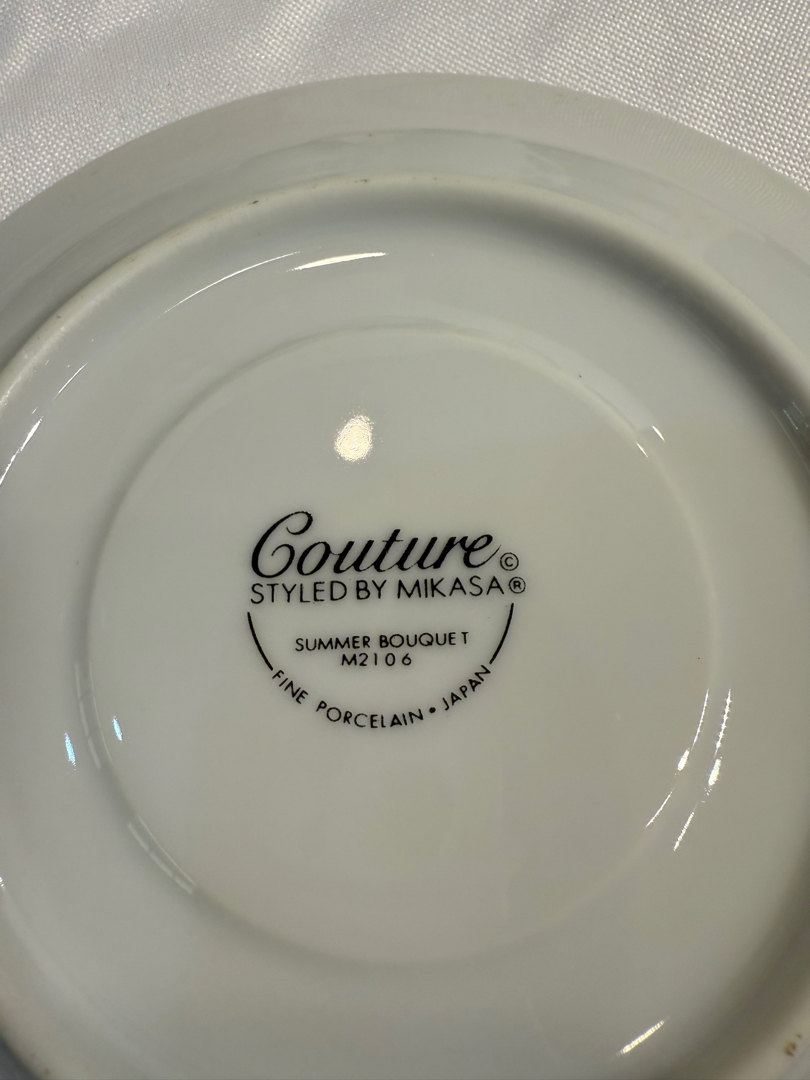 Couture ©
STYLED BY MIKASA ®
SUMMER BOUQUET
M2106
FINE PORCELAIN • JAPAN